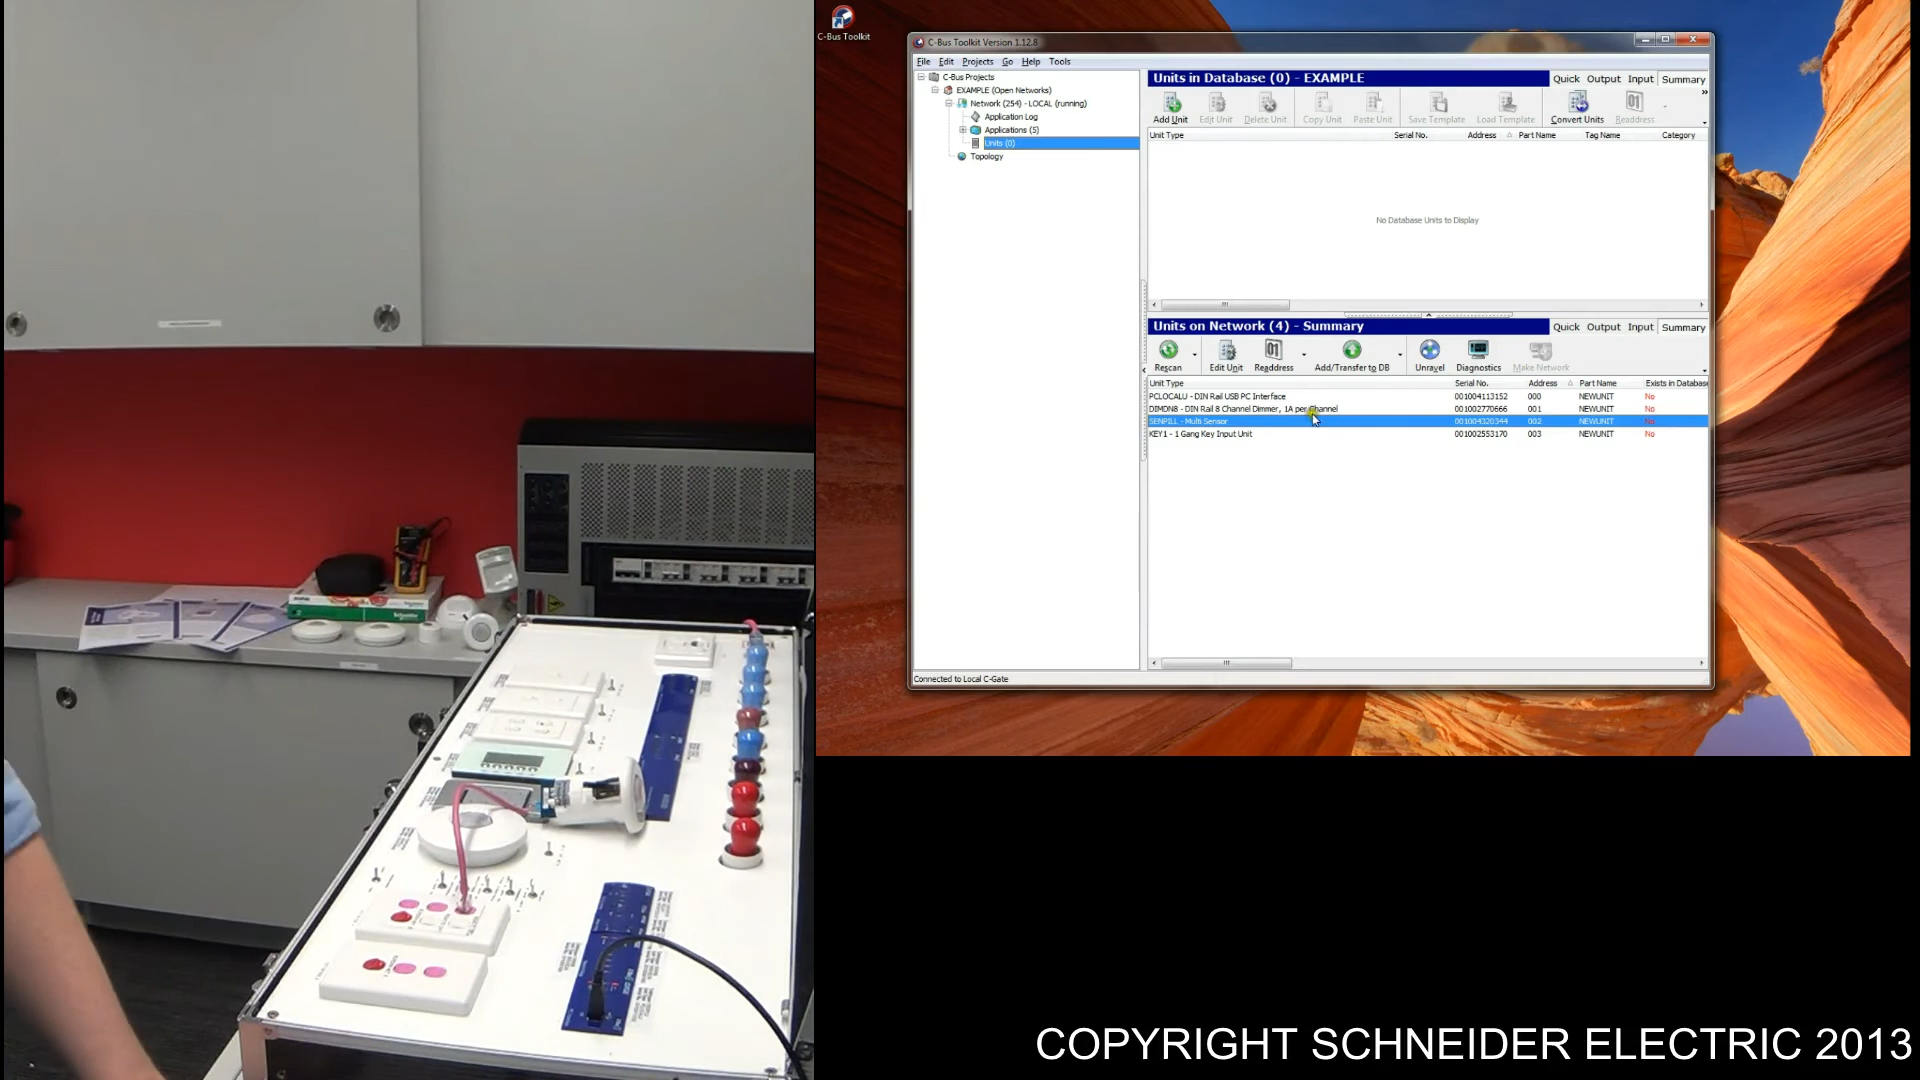 C-Bus Toolkit
C-Bus Toolkit Version 1.12.8
File Edit Projects Go Help Tools
C-Bus Projects
EXAMPLE (Open Networks)
Network (254) - LOCAL (running)
Application Log
Applications (5)
Units (0)
Topology
Units in Database (0) - EXAMPLE
Quick Output Input Summary
Add Unit Edit Unit Delete Unit Copy Unit Paste Unit Save Template Load Template Convert Units Readdress
Unit Type Serial No. Address Part Name Tag Name Category
No Database Units to Display
Units on Network (4) - Summary
Quick Output Input Summary
Rescan Edit Unit Readdress Add/Transfer to DB Unravel Diagnostics Make Network
Unit Type Serial No. Address Part Name Exists in Database
PCLOCALU - DIN Rail USB PC Interface 001004113152 000 NEWUNIT No
DIMDN8 - DIN Rail 8 Channel Dimmer, 1A per Channel 001002770666 001 NEWUNIT No
SENPILL - Multi Sensor 001004320344 002 NEWUNIT No
KEY1 - 1 Gang Key Input Unit 001002553170 003 NEWUNIT No
Connected to Local C-Gate
COPYRIGHT SCHNEIDER ELECTRIC 2013